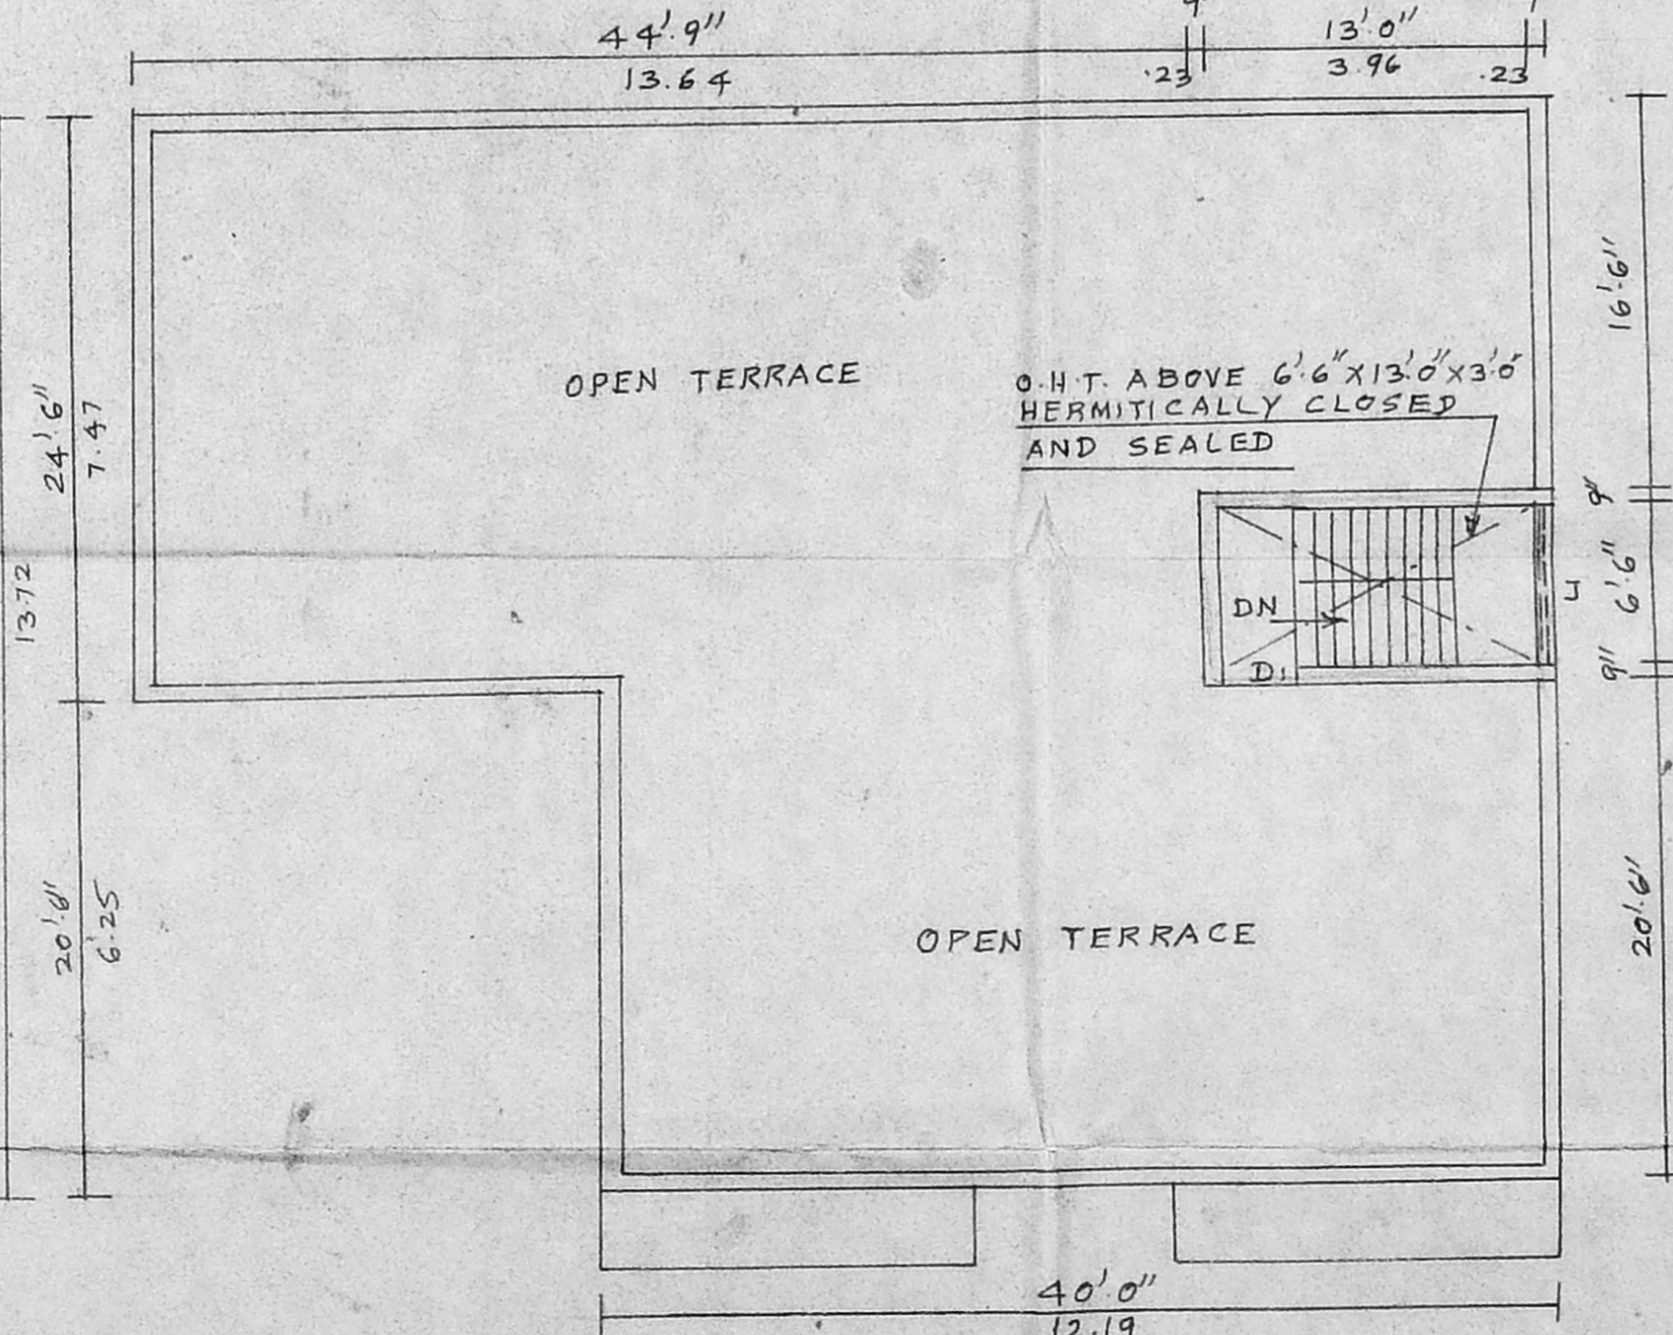 44'.9"
13.64
.23
13'.0"
3.96
.23
24'.6"
7.47
13.72
20'.6"
6.25
OPEN TERRACE
O.H.T. ABOVE 6'.6"X13'.0"X3'.0"
HERMITICALLY CLOSED
AND SEALED
DN
D1
16'.6"
9"
6'.6"
9"
20'.6"
OPEN TERRACE
40'.0"
12.19